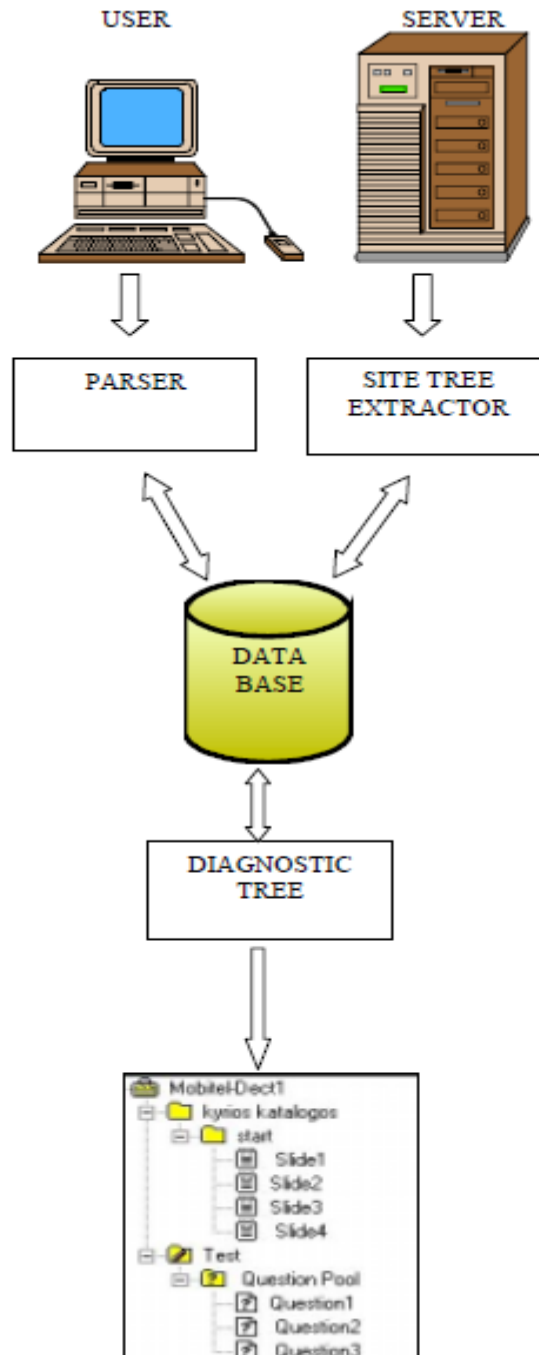 USER
SERVER
PARSER
SITE TREE
EXTRACTOR
DATA
BASE
DIAGNOSTIC
TREE
Mobitel-Dect1
kyrios katalogos
start
Slide1
Slide2
Slide3
Slide4
Test
Question Pool
Question1
Question2
Question3